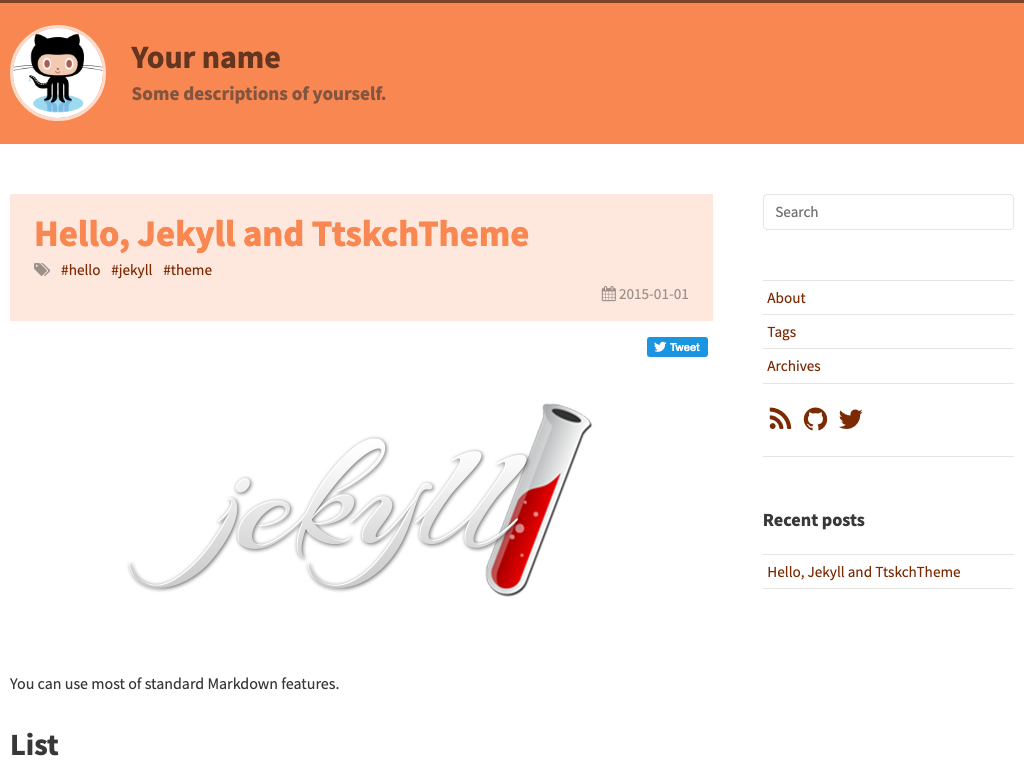 Your name
Some descriptions of yourself.
Hello, Jekyll and TtskchTheme
#hello #jekyll #theme
2015-01-01
Tweet
jekyll
You can use most of standard Markdown features.
List
Search
About
Tags
Archives
Recent posts
Hello, Jekyll and TtskchTheme